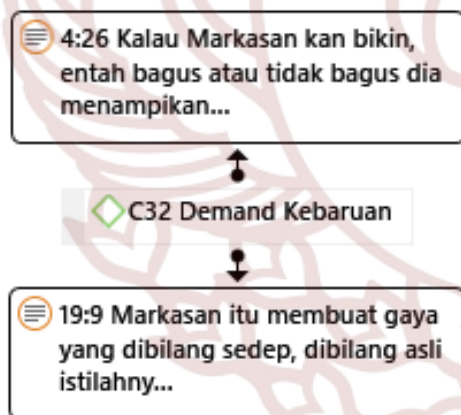 4:26 Kalau Markasan kan bikin,
entah bagus atau tidak bagus dia
menampikan...
C32 Demand Kebaruan
19:9 Markasan itu membuat gaya
yang dibilang sedep, dibilang asli
istilahny...